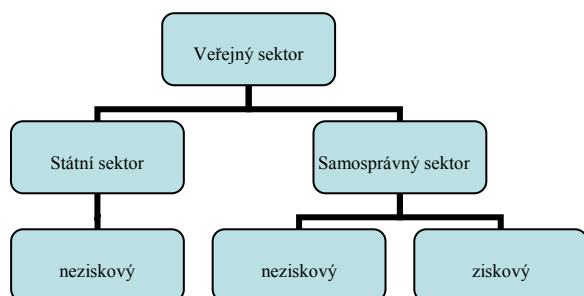 Veřejný sektor
Státní sektor
Samosprávný sektor
neziskový
neziskový
ziskový